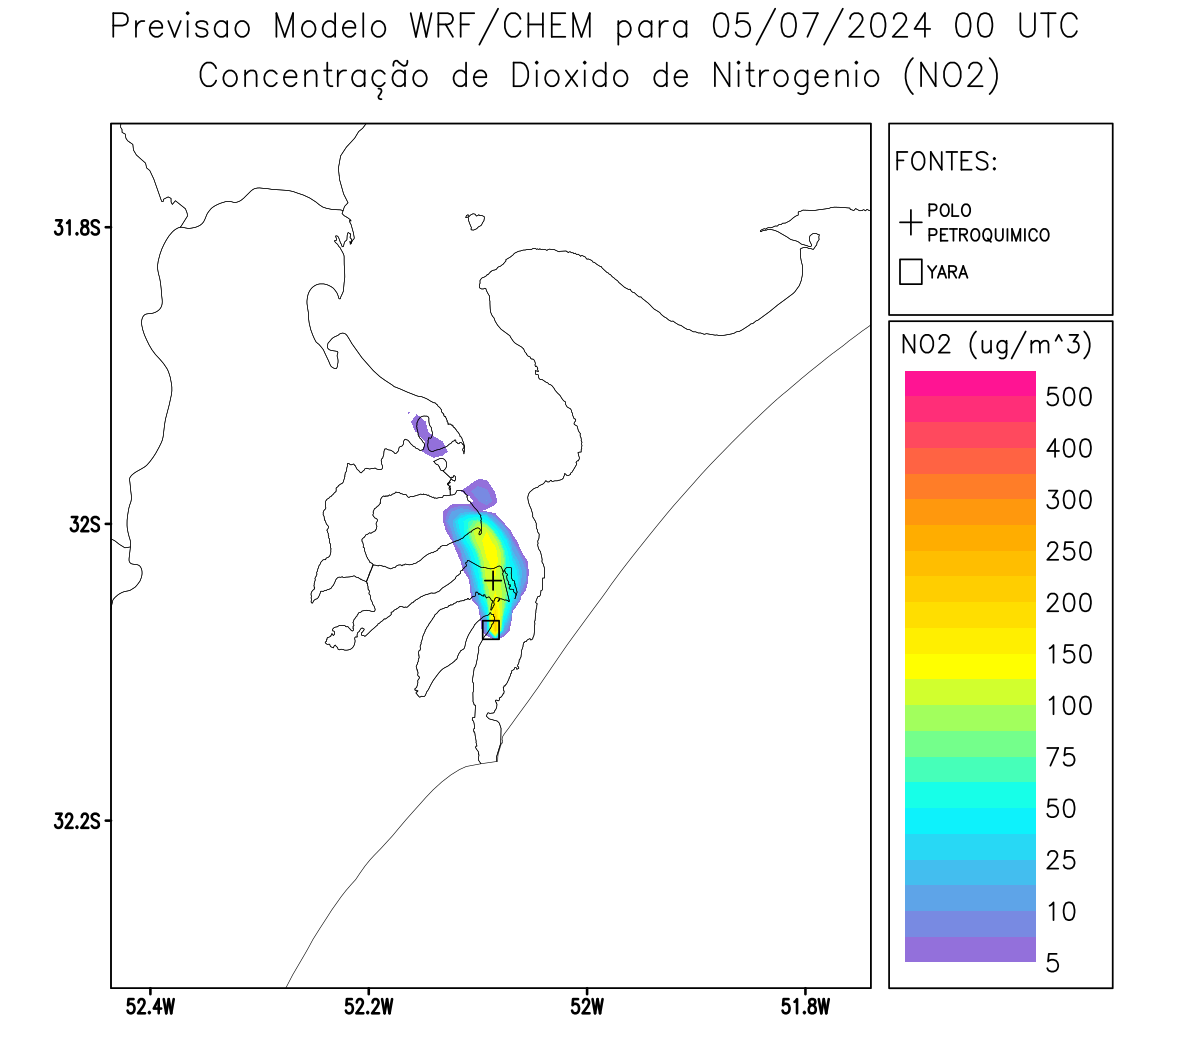 Previsao Modelo WRF/CHEM para 05/07/2024 00 UTC
Concentração de Dioxido de Nitrogenio (NO2)
FONTES:
POLO
PETROQUIMICO
YARA
NO2 (ug/m^3)
500
400
300
250
200
150
100
75
50
25
10
5
31.8S
32S
32.2S
52.4W
52.2W
52W
51.8W